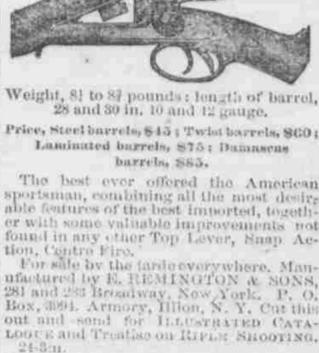 Weight, 8¼ to 8¾ pounds; length of barrel,
28 and 30 in. 10 and 12 gauge.
Price, Steel barrels, $45; Twist barrels, $60;
Laminated barrels, $75; Damascus
barrels, $85.
The best ever offered the American
sportsman, combining all the most desir-
able features of the best imported, togeth-
er with some valuable improvements not
found in any other Top Lever, Snap Ac-
tion, Centre Fire.
For sale by the tarde everywhere. Man-
ufactured by E. REMINGTON & SONS,
281 and 283 Broadway, New York. P. O.
Box, 3994. Armory, Ilion, N. Y. Cut this
out and send for ILLUSTRATED CATA-
LOGUE and Treatise on RIFLE SHOOTING.
24-3m.